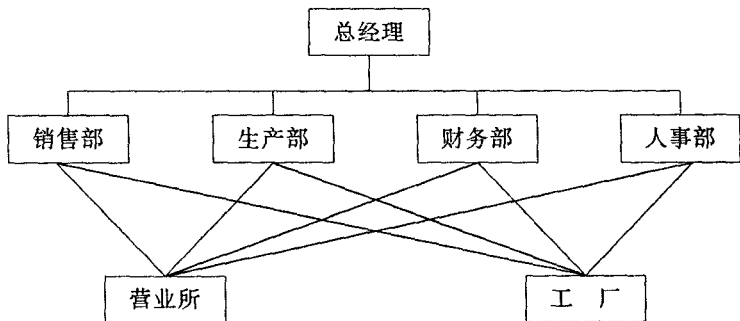 总经理
销售部 生产部 财务部 人事部
营业所 工厂